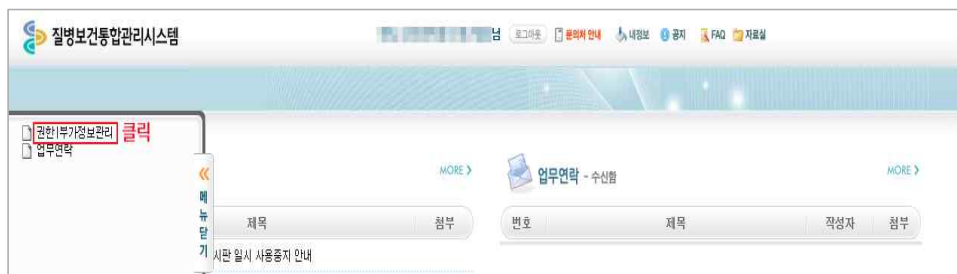 질병보건통합관리시스템
님 로그아웃 문의처 안내 내정보 공지 FAQ 자료실
권한|부가정보관리 클릭
업무연락
메뉴닫기
MORE
업무연락 - 수신함 MORE
제목 첨부
번호 제목 작성자 첨부
시판 일시 사용중지 안내